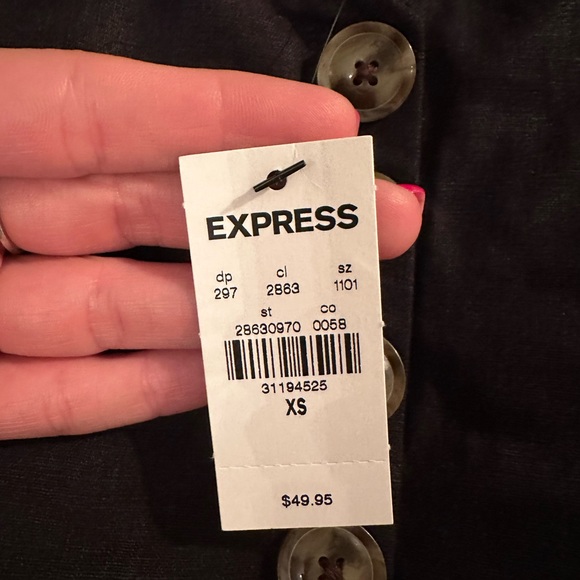 EXPRESS
dp cl sz
297 2863 1101
st co
28630970 0058
31194525
XS
$49.95